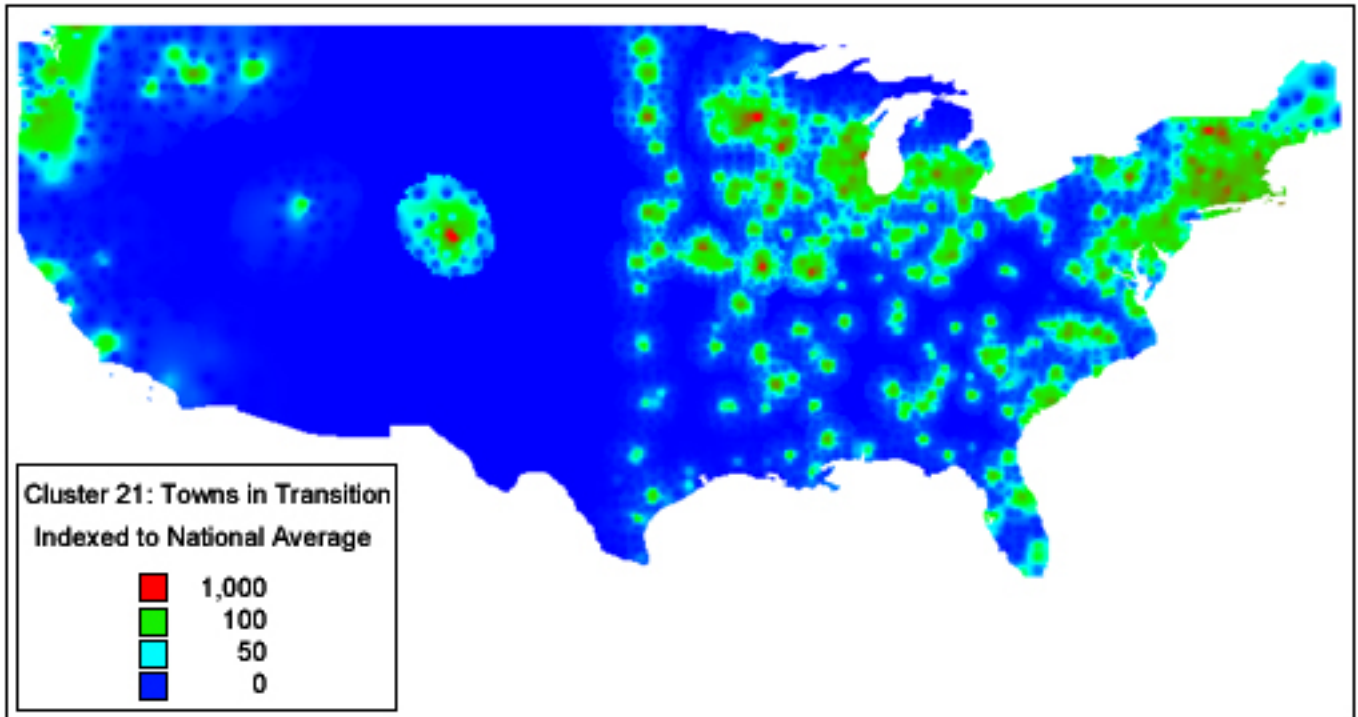 Cluster 21: Towns in Transition
Indexed to National Average
1,000
100
50
0